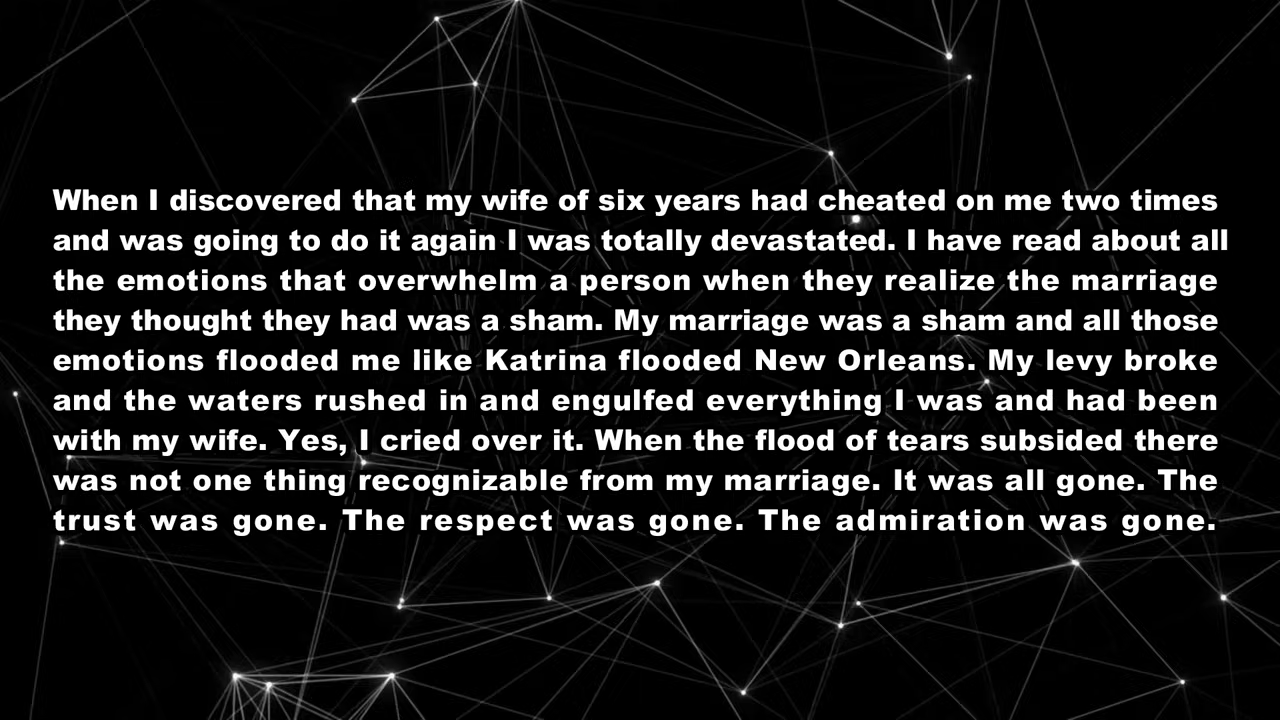 When I discovered that my wife of six years had cheated on me two times
and was going to do it again I was totally devastated. I have read about all
the emotions that overwhelm a person when they realize the marriage
they thought they had was a sham. My marriage was a sham and all those
emotions flooded me like Katrina flooded New Orleans. My levy broke
and the waters rushed in and engulfed everything I was and had been
with my wife. Yes, I cried over it. When the flood of tears subsided there
was not one thing recognizable from my marriage. It was all gone. The
trust was gone. The respect was gone. The admiration was gone.